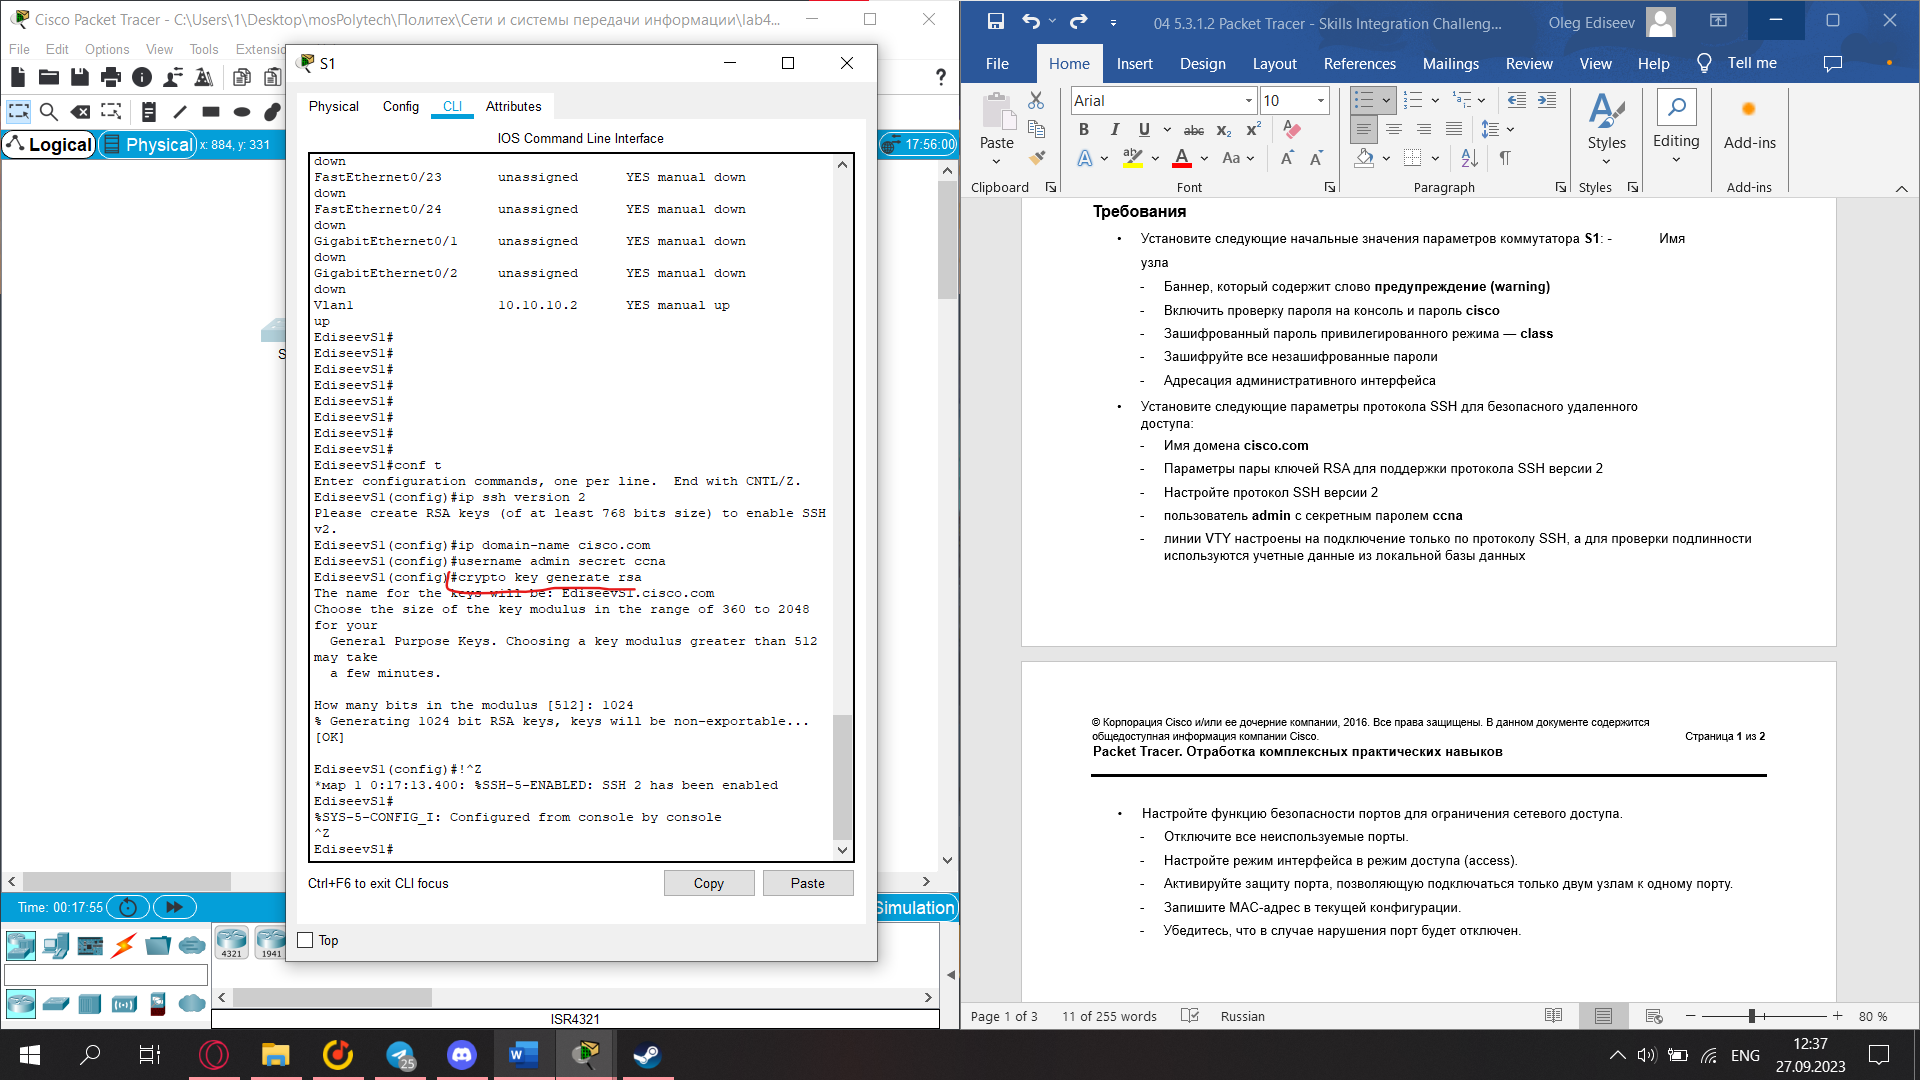 Cisco Packet Tracer - C:\Users\1\Desktop\mosPolytech\Политех\Сети и системы передачи информации\lab4...
File Edit Options View Tools Extensio
Logical
Physical
x: 884, y: 331
17:56:00
S1
Physical Config CLI Attributes
IOS Command Line Interface
down
FastEthernet0/23 unassigned YES manual down
down
FastEthernet0/24 unassigned YES manual down
down
GigabitEthernet0/1 unassigned YES manual down
down
GigabitEthernet0/2 unassigned YES manual down
down
Vlan1 10.10.10.2 YES manual up
up
EdiseevS1#
EdiseevS1#
EdiseevS1#
EdiseevS1#
EdiseevS1#
EdiseevS1#
EdiseevS1#
EdiseevS1#
EdiseevS1#conf t
Enter configuration commands, one per line. End with CNTL/Z.
EdiseevS1(config)#ip ssh version 2
Please create RSA keys (of at least 768 bits size) to enable SSH
v2.
EdiseevS1(config)#ip domain-name cisco.com
EdiseevS1(config)#username admin secret ccna
EdiseevS1(config)#crypto key generate rsa
The name for the keys will be: EdiseevS1.cisco.com
Choose the size of the key modulus in the range of 360 to 2048
for your
General Purpose Keys. Choosing a key modulus greater than 512
may take
a few minutes.
How many bits in the modulus [512]: 1024
% Generating 1024 bit RSA keys, keys will be non-exportable...
[OK]
EdiseevS1(config)#!^Z
*мар 1 0:17:13.400: %SSH-5-ENABLED: SSH 2 has been enabled
EdiseevS1#
%SYS-5-CONFIG_I: Configured from console by console
^Z
EdiseevS1#
Ctrl+F6 to exit CLI focus
Copy
Paste
Top
S
Time: 00:17:55
Simulation
4321
1941
ISR4321
04 5.3.1.2 Packet Tracer - Skills Integration Challeng...
Oleg Ediseev
File Home Insert Design Layout References Mailings Review View Help Tell me
Paste
Arial
10
B I U abc x₂ x²
A A Aa A A
Styles
Editing
Add-ins
Clipboard Font Paragraph Styles Add-ins
Требования
• Установите следующие начальные значения параметров коммутатора S1: - Имя
узла
- Баннер, который содержит слово предупреждение (warning)
- Включить проверку пароля на консоль и пароль cisco
- Зашифрованный пароль привилегированного режима — class
- Зашифруйте все незашифрованные пароли
- Адресация административного интерфейса
• Установите следующие параметры протокола SSH для безопасного удаленного
доступа:
- Имя домена cisco.com
- Параметры пары ключей RSA для поддержки протокола SSH версии 2
- Настройте протокол SSH версии 2
- пользователь admin с секретным паролем ccna
- линии VTY настроены на подключение только по протоколу SSH, а для проверки подлинности
используются учетные данные из локальной базы данных
© Корпорация Cisco и/или ее дочерние компании, 2016. Все права защищены. В данном документе содержится
общедоступная информация компании Cisco. Страница 1 из 2
Packet Tracer. Отработка комплексных практических навыков
• Настройте функцию безопасности портов для ограничения сетевого доступа.
- Отключите все неиспользуемые порты.
- Настройте режим интерфейса в режим доступа (access).
- Активируйте защиту порта, позволяющую подключаться только двум узлам к одному порту.
- Запишите MAC-адрес в текущей конфигурации.
- Убедитесь, что в случае нарушения порт будет отключен.
Page 1 of 3 11 of 255 words Russian 80 %
25
ENG
12:37
27.09.2023